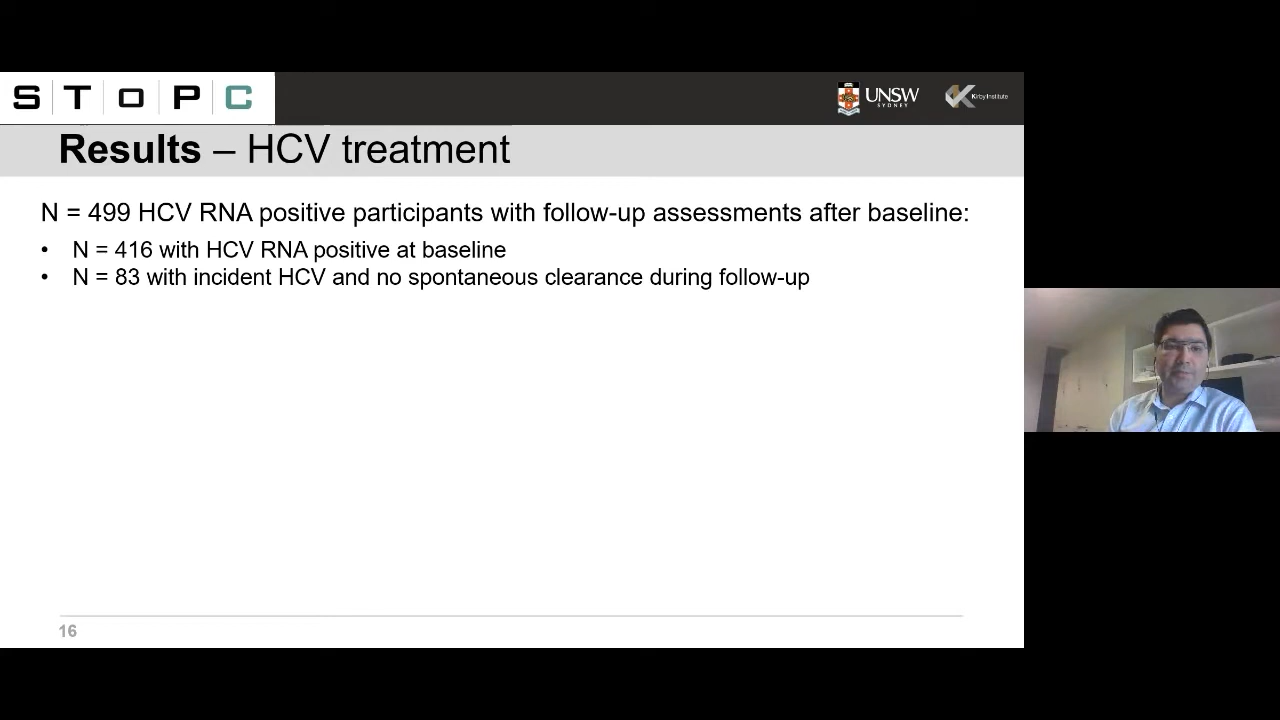 STOPC
UNSW
SYDNEY
Kirby Institute
Results – HCV treatment
N = 499 HCV RNA positive participants with follow-up assessments after baseline:
• N = 416 with HCV RNA positive at baseline
• N = 83 with incident HCV and no spontaneous clearance during follow-up
16